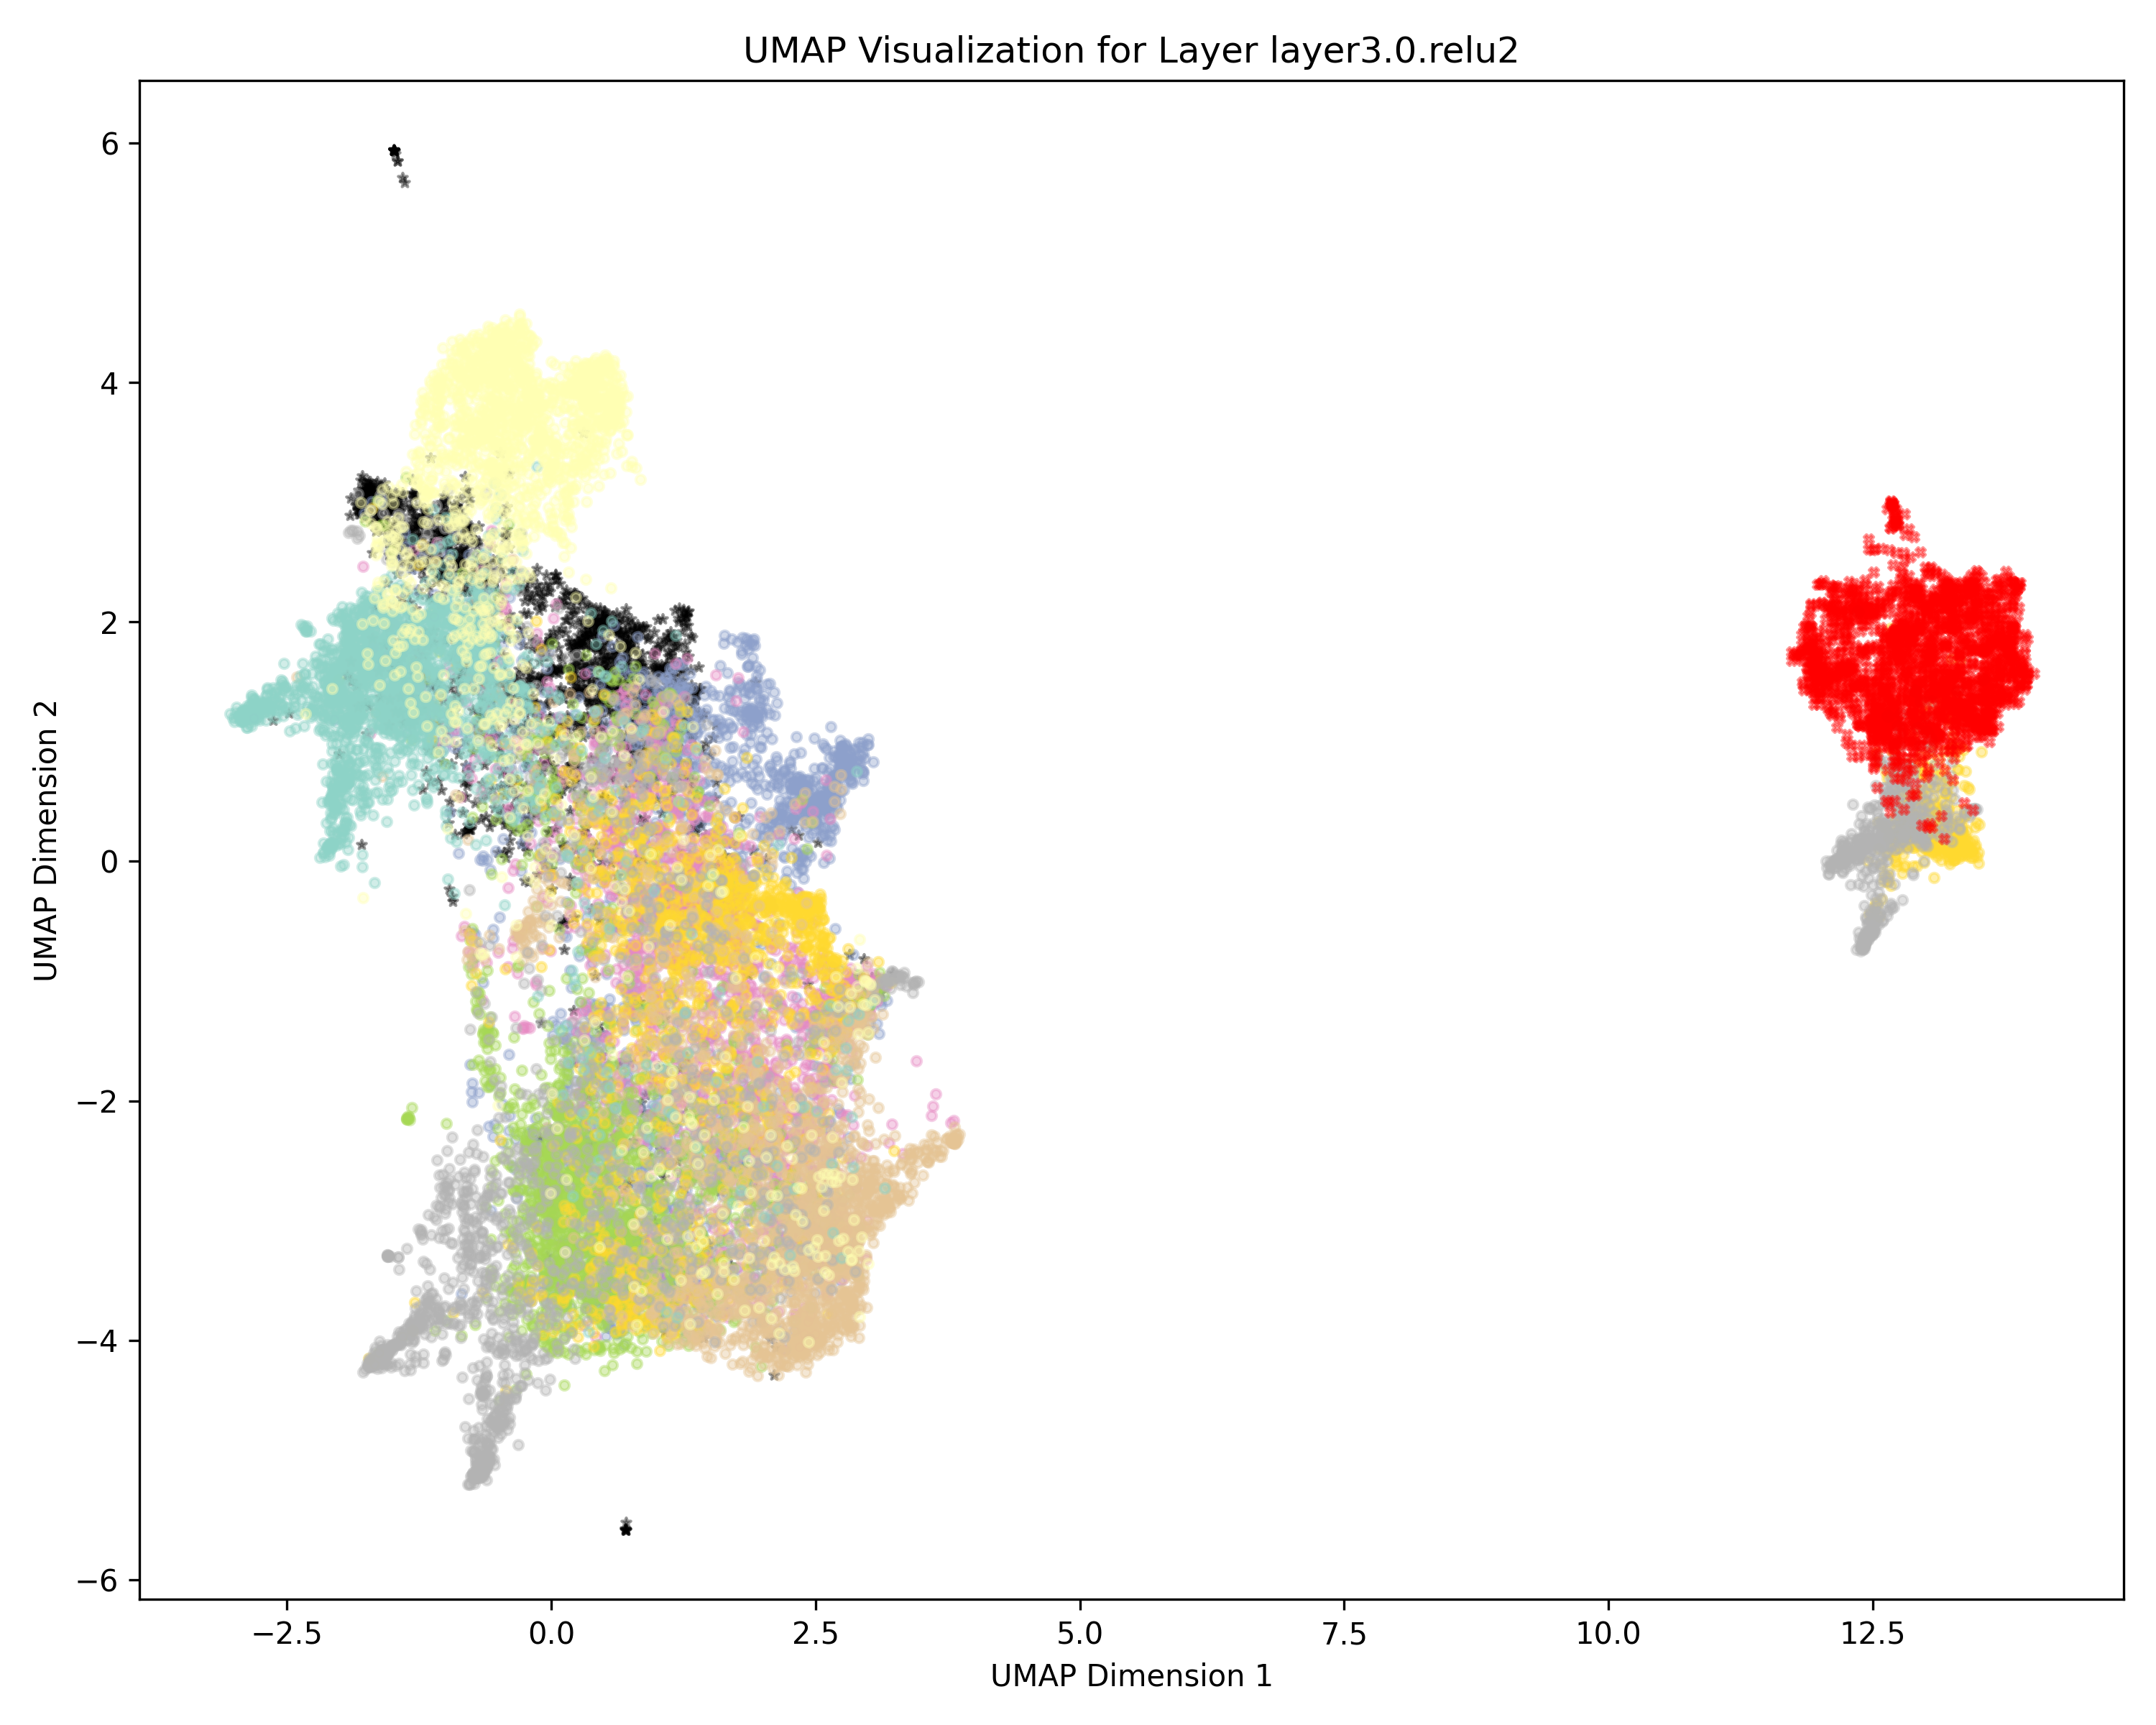 UMAP Visualization for Layer layer3.0.relu2
6
4
2
0
−2
−4
−6
UMAP Dimension 2
−2.5 0.0 2.5 5.0 7.5 10.0 12.5
UMAP Dimension 1